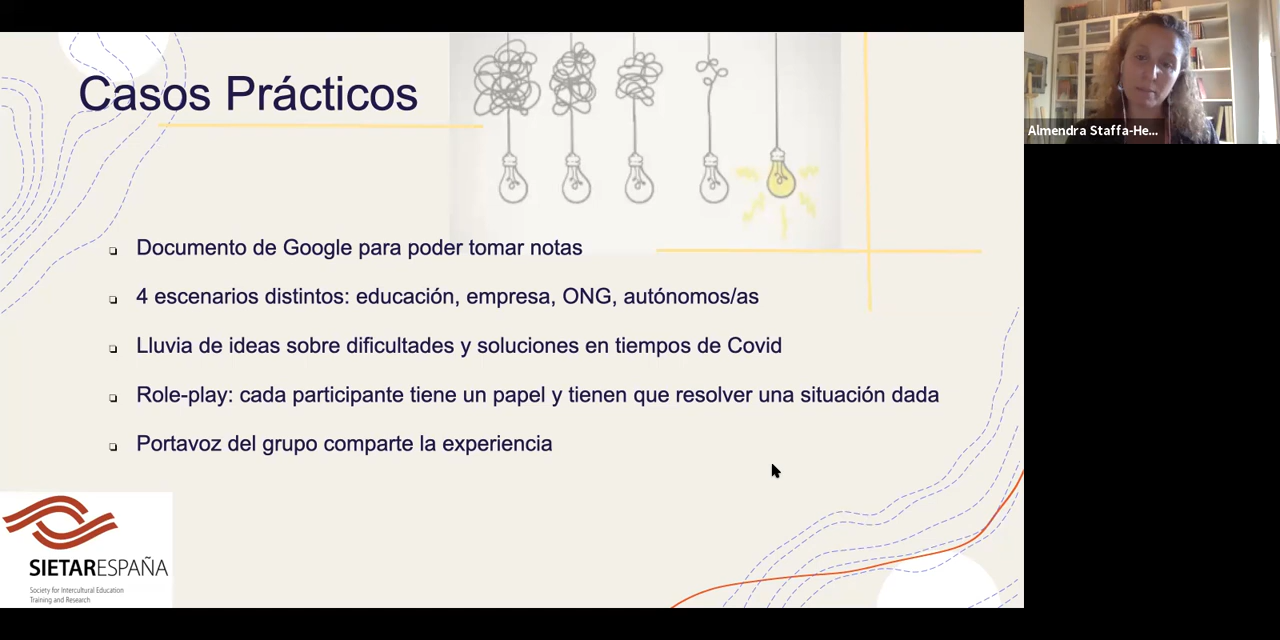 Casos Prácticos
Documento de Google para poder tomar notas
4 escenarios distintos: educación, empresa, ONG, autónomos/as
Lluvia de ideas sobre dificultades y soluciones en tiempos de Covid
Role-play: cada participante tiene un papel y tienen que resolver una situación dada
Portavoz del grupo comparte la experiencia
SIETARESPAÑA
Society for Intercultural Education
Training and Research
Almendra Staffa-He...